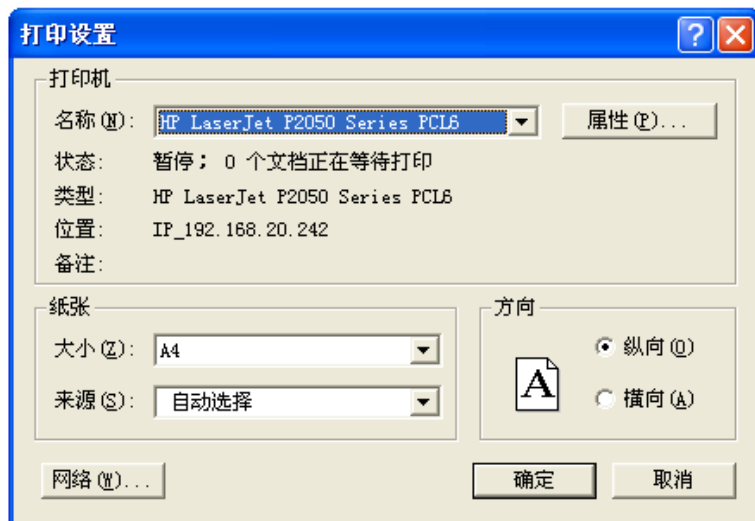 打印设置
打印机
名称(N): HP LaserJet P2050 Series PCL6 属性(P)...
状态: 暂停; 0 个文档正在等待打印
类型: HP LaserJet P2050 Series PCL6
位置: IP_192.168.20.242
备注:
纸张
大小(Z): A4
来源(S): 自动选择
方向
A
纵向(O)
横向(A)
网络(W)... 确定 取消